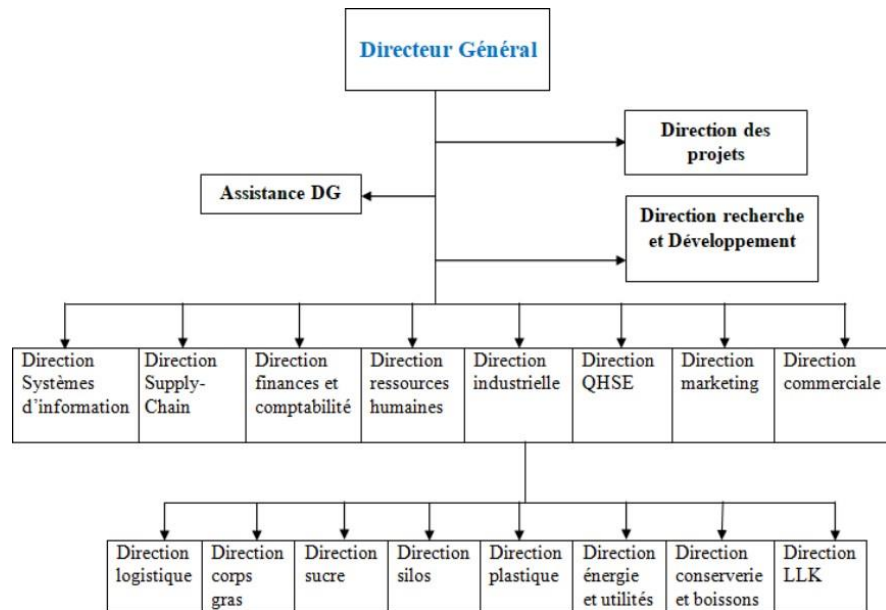 Directeur Général
Direction des
projets
Assistance DG
Direction recherche
et Développement
Direction
Systèmes
d'information
Direction
Supply-
Chain
Direction
finances et
comptabilité
Direction
ressources
humaines
Direction
industrielle
Direction
QHSE
Direction
marketing
Direction
commerciale
Direction
logistique
Direction
corps
gras
Direction
sucre
Direction
silos
Direction
plastique
Direction
énergie
et utilités
Direction
conserverie
et boissons
Direction
LLK